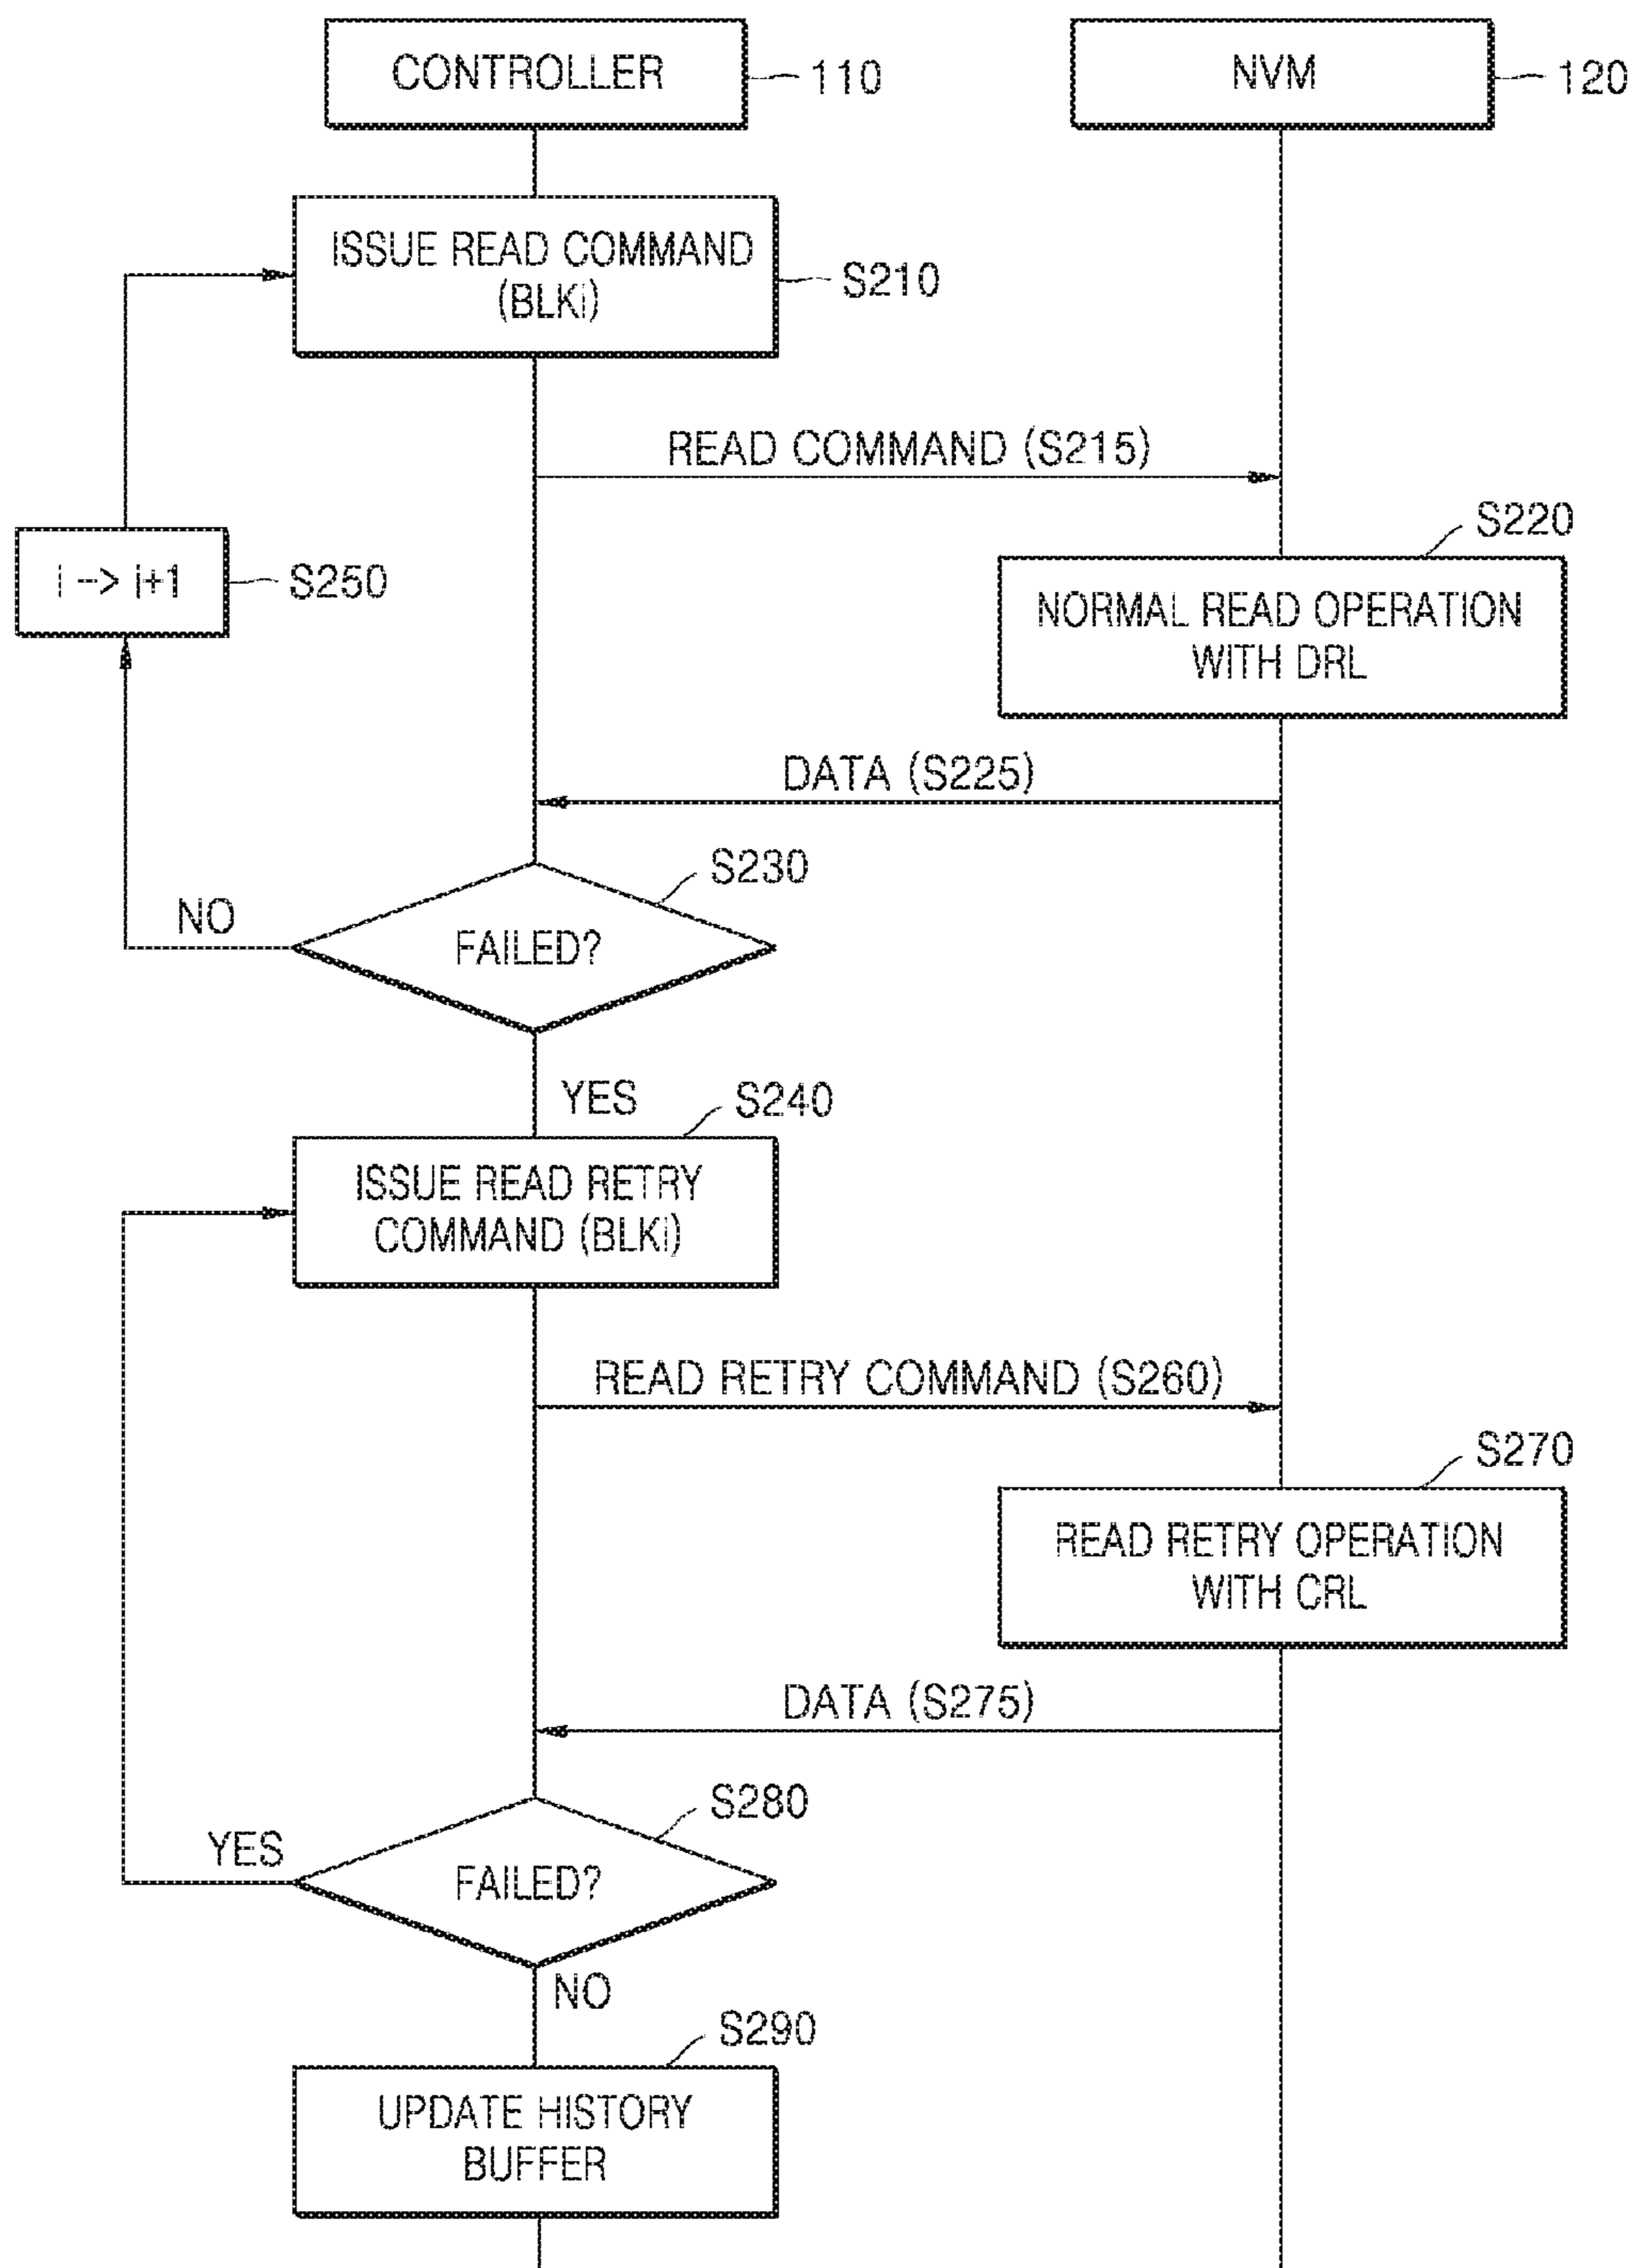 CONTROLLER
110
NVM
120
ISSUE READ COMMAND
(BLKi)
S210
READ COMMAND (S215)
S220
i --> i+1
S250
NORMAL READ OPERATION
WITH DRL
DATA (S225)
S230
NO
FAILED?
YES
S240
ISSUE READ RETRY
COMMAND (BLKi)
READ RETRY COMMAND (S260)
S270
READ RETRY OPERATION
WITH CRL
DATA (S275)
S280
YES
FAILED?
NO
S290
UPDATE HISTORY
BUFFER